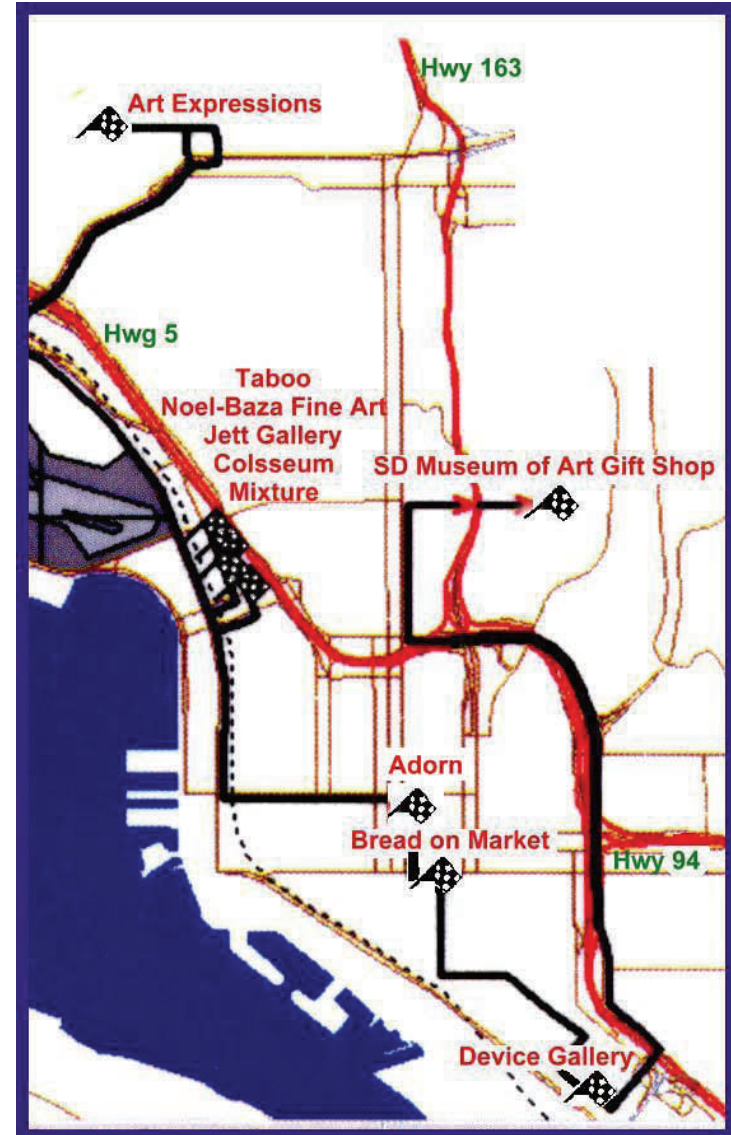 Hwy 163
Art Expressions
Hwg 5
Taboo
Noel-Baza Fine Art
Jett Gallery
Colsseum
Mixture
SD Museum of Art Gift Shop
Adorn
Bread on Market
Hwy 94
Device Gallery